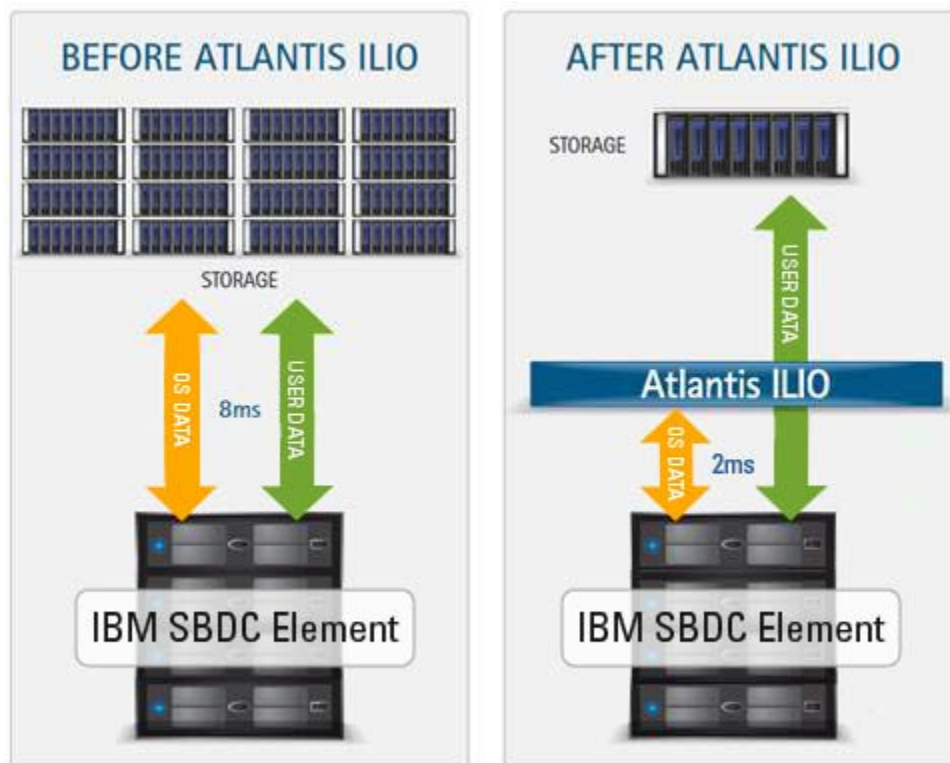 BEFORE ATLANTIS ILIO
STORAGE
OS DATA
8ms
USER DATA
IBM SBDC Element
AFTER ATLANTIS ILIO
STORAGE
USER DATA
Atlantis ILIO
OS DATA
2ms
IBM SBDC Element